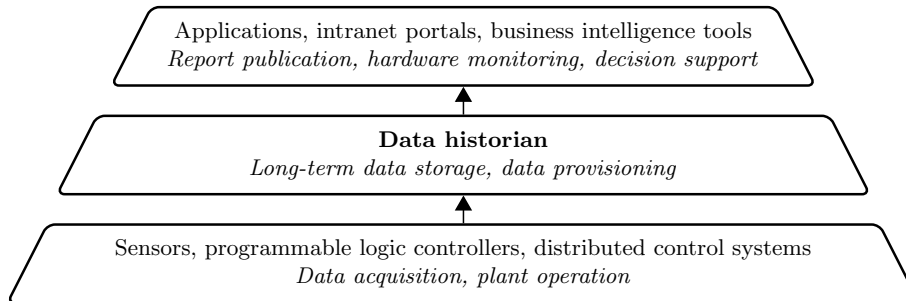 Applications, intranet portals, business intelligence tools
Report publication, hardware monitoring, decision support
Data historian
Long-term data storage, data provisioning
Sensors, programmable logic controllers, distributed control systems
Data acquisition, plant operation